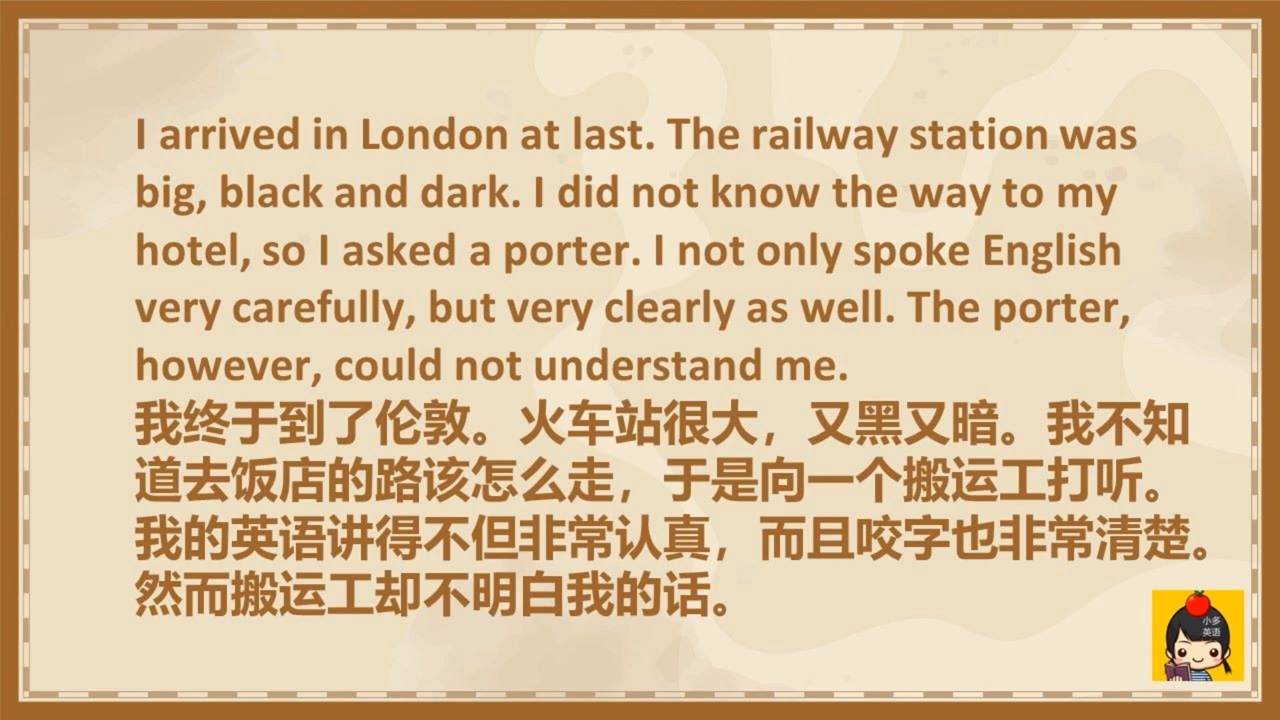 I arrived in London at last. The railway station was
big, black and dark. I did not know the way to my
hotel, so I asked a porter. I not only spoke English
very carefully, but very clearly as well. The porter,
however, could not understand me.
我终于到了伦敦。火车站很大，又黑又暗。我不知
道去饭店的路该怎么走，于是向一个搬运工打听。
我的英语讲得不但非常认真，而且咬字也非常清楚。
然而搬运工却不明白我的话。
小多
英语